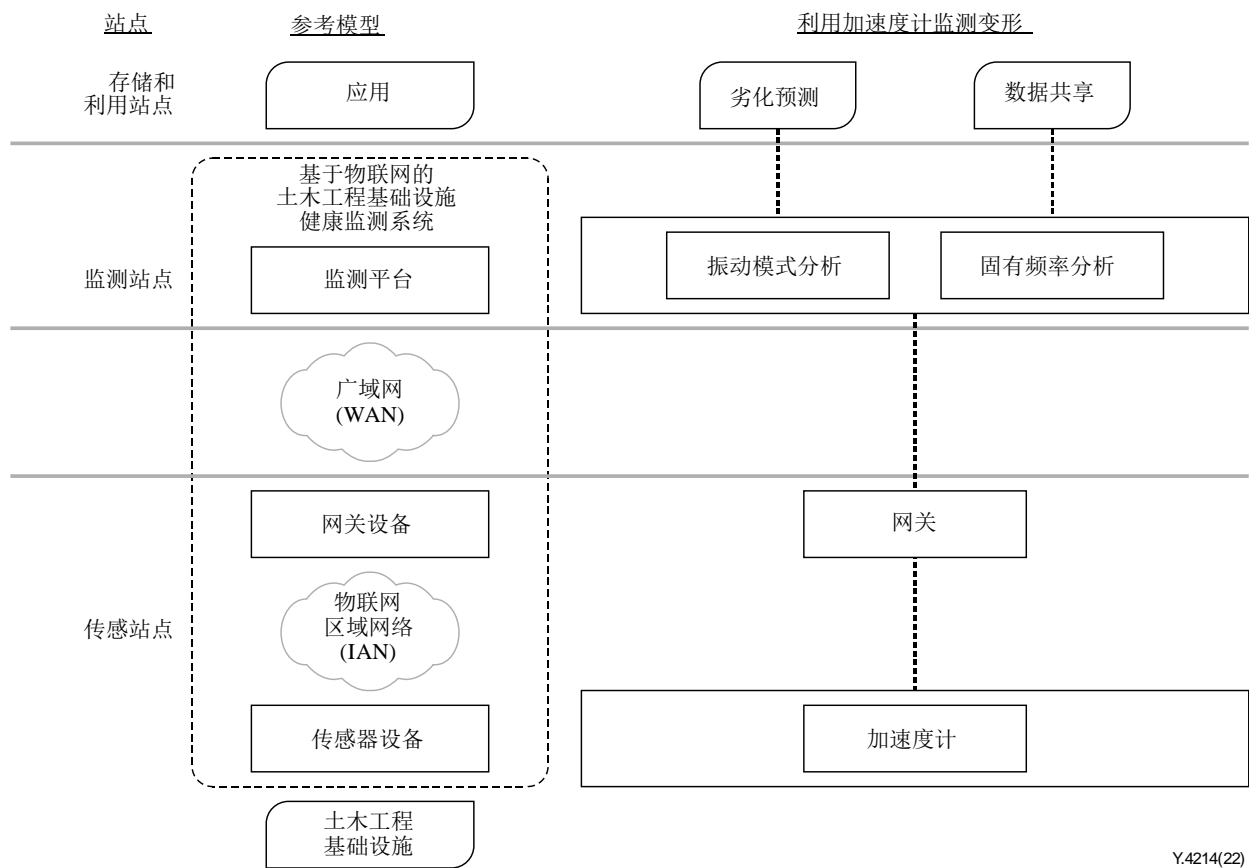 站点
参考模型
利用加速度计监测变形
存储和
利用站点
应用
劣化预测
数据共享
基于物联网的
土木工程基础设施
健康监测系统
监测站点
监测平台
振动模式分析
固有频率分析
广域网
(WAN)
网关设备
网关
传感站点
物联网
区域网络
(IAN)
传感器设备
加速度计
土木工程
基础设施
Y.4214(22)